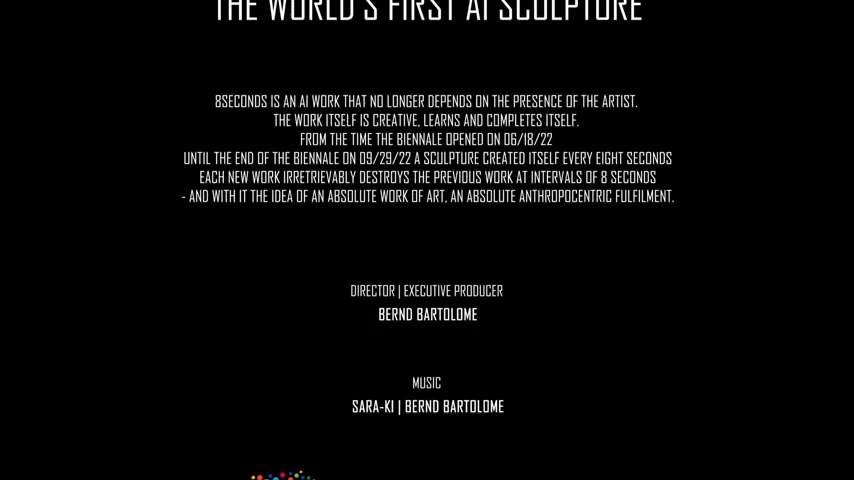 THE WORLD'S FIRST AI SCULPTURE
8SECONDS IS AN AI WORK THAT NO LONGER DEPENDS ON THE PRESENCE OF THE ARTIST.
THE WORK ITSELF IS CREATIVE, LEARNS AND COMPLETES ITSELF.
FROM THE TIME THE BIENNALE OPENED ON 06/18/22
UNTIL THE END OF THE BIENNALE ON 09/29/22 A SCULPTURE CREATED ITSELF EVERY EIGHT SECONDS
EACH NEW WORK IRRETRIEVABLY DESTROYS THE PREVIOUS WORK AT INTERVALS OF 8 SECONDS
- AND WITH IT THE IDEA OF AN ABSOLUTE WORK OF ART, AN ABSOLUTE ANTHROPOCENTRIC FULFILMENT.
DIRECTOR | EXECUTIVE PRODUCER
BERND BARTOLOME
MUSIC
SARA-KI | BERND BARTOLOME